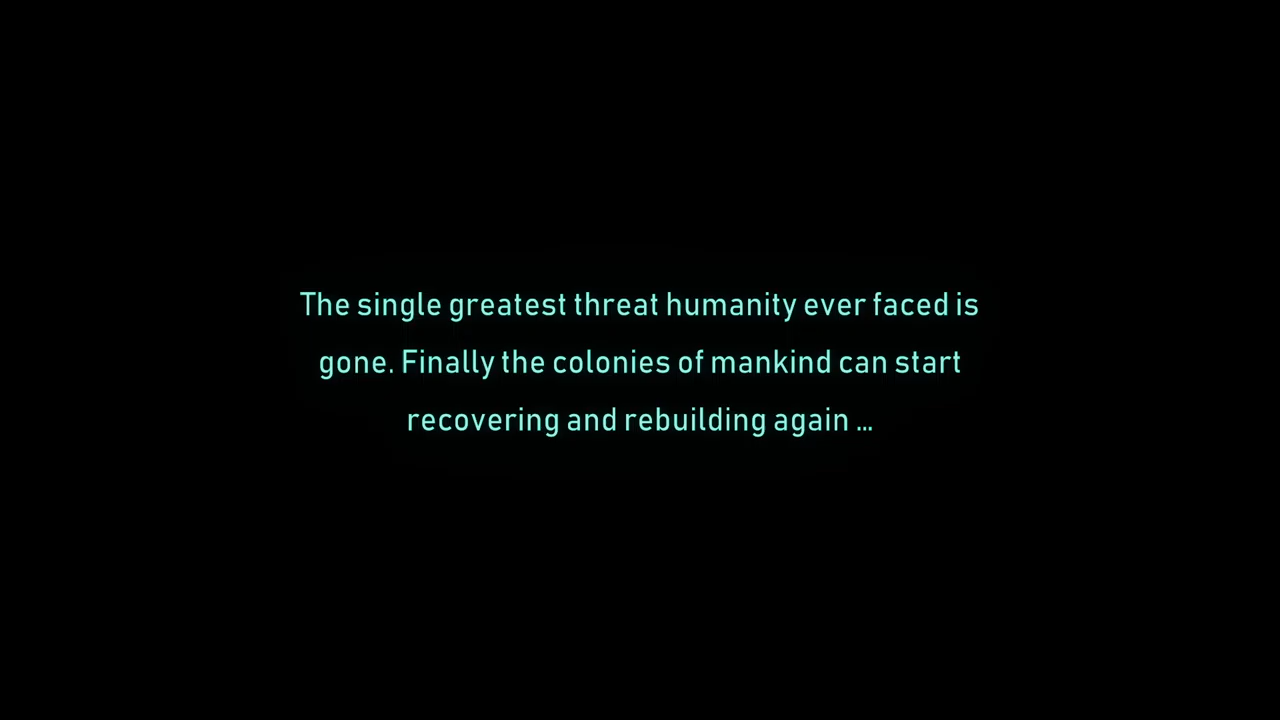 The single greatest threat humanity ever faced is
gone. Finally the colonies of mankind can start
recovering and rebuilding again ...